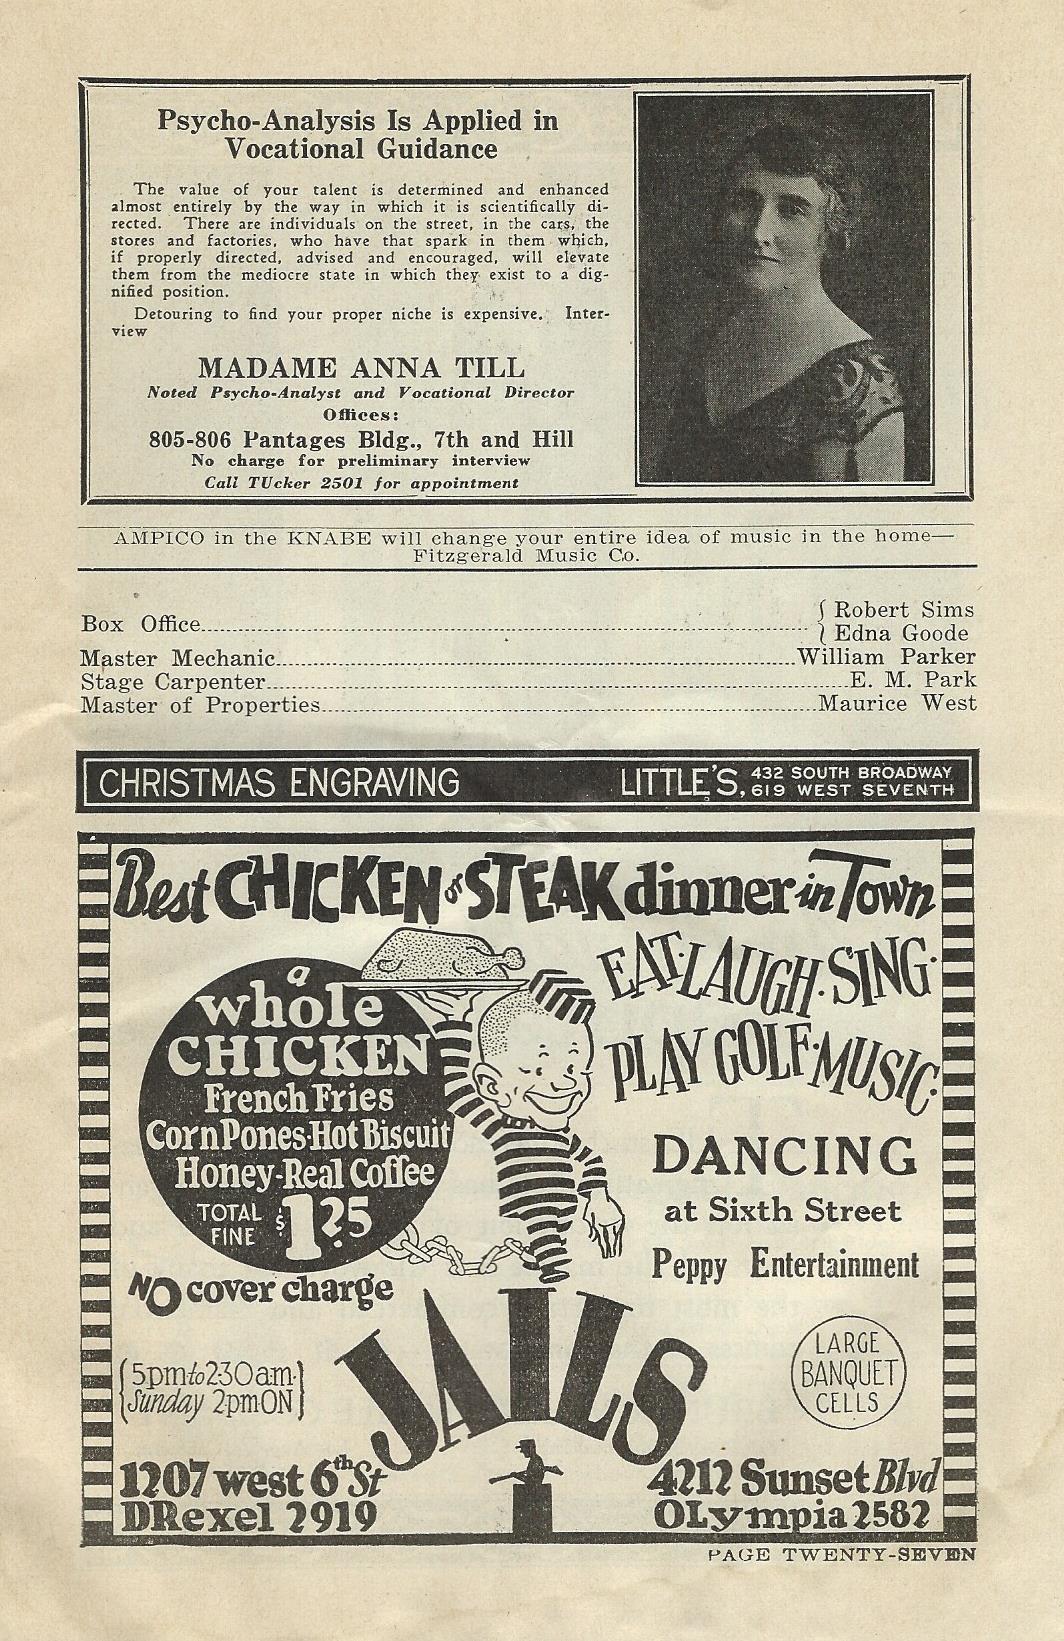 Psycho-Analysis Is Applied in
Vocational Guidance
The value of your talent is determined and enhanced
almost entirely by the way in which it is scientifically di-
rected. There are individuals on the street, in the cars, the
stores and factories, who have that spark in them which,
if properly directed, advised and encouraged, will elevate
them from the mediocre state in which they exist to a dig-
nified position.
Detouring to find your proper niche is expensive. Inter-
view
MADAME ANNA TILL
Noted Psycho-Analyst and Vocational Director
Offices:
805-806 Pantages Bldg., 7th and Hill
No charge for preliminary interview
Call TUcker 2501 for appointment
AMPICO in the KNABE will change your entire idea of music in the home—
Fitzgerald Music Co.
Box Office { Robert Sims
{ Edna Goode
Master Mechanic William Parker
Stage Carpenter E. M. Park
Master of Properties Maurice West
CHRISTMAS ENGRAVING LITTLE'S, 432 SOUTH BROADWAY
619 WEST SEVENTH
Best CHICKEN or STEAK dinner in Town
a
whole
CHICKEN
French Fries
Corn Pones-Hot Biscuit
Honey-Real Coffee
TOTAL
FINE $1.25
NO cover charge
EAT·LAUGH·SING·
PLAY GOLF·MUSIC·
DANCING
at Sixth Street
Peppy Entertainment
JAILS
5pm to 2:30 am·
Sunday 2pm ON
LARGE
BANQUET
CELLS
1207 west 6th St
DRexel 2919
4212 Sunset Blvd
OLympia 2582
PAGE TWENTY-SEVEN